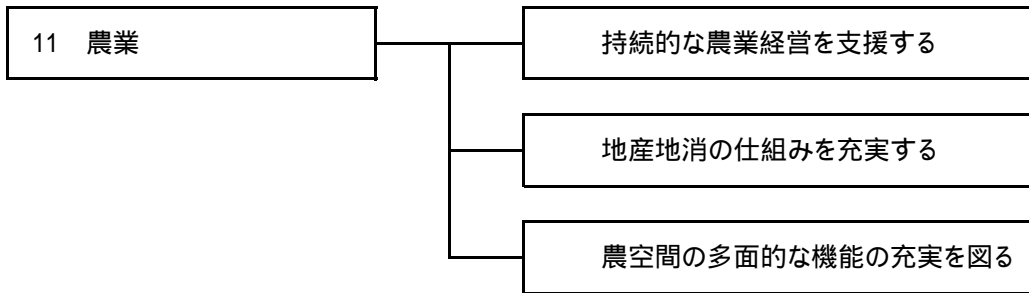 11 農業
持続的な農業経営を支援する
地産地消の仕組みを充実する
農空間の多面的な機能の充実を図る